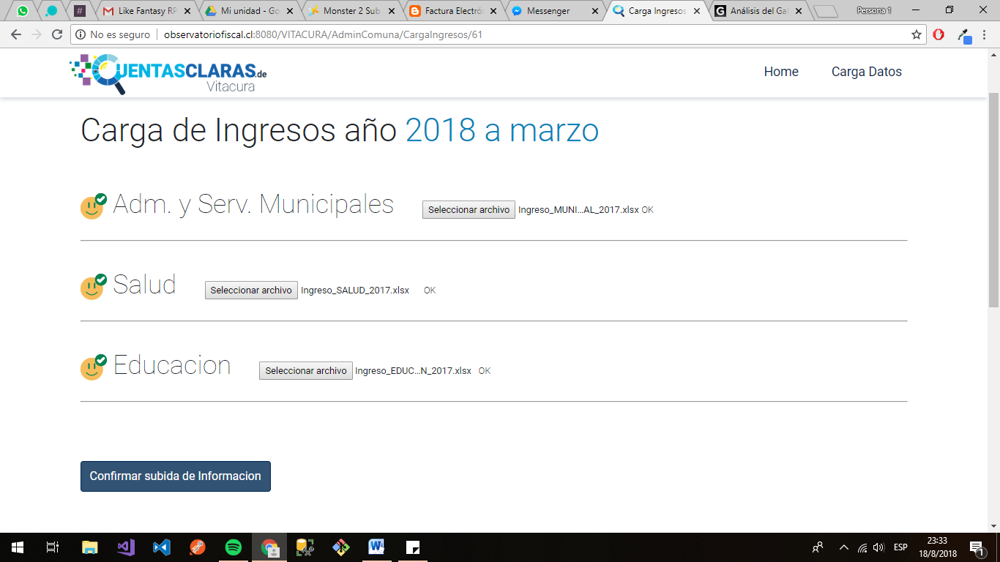 Like Fantasy RP
Mi unidad - Go
Monster 2 Sub
Factura Electró
Messenger
Carga Ingresos
Análisis del Gal
Persona 1
No es seguro
observatoriofiscal.cl:8080/VITACURA/AdminComuna/CargaIngresos/61
CUENTASCLARAS.de
Vitacura
Home
Carga Datos
Carga de Ingresos año 2018 a marzo
Adm. y Serv. Municipales
Seleccionar archivo Ingreso_MUNI...AL_2017.xlsx OK
Salud
Seleccionar archivo Ingreso_SALUD_2017.xlsx OK
Educacion
Seleccionar archivo Ingreso_EDUC...N_2017.xlsx OK
Confirmar subida de Informacion
ESP
23:33
18/8/2018
1